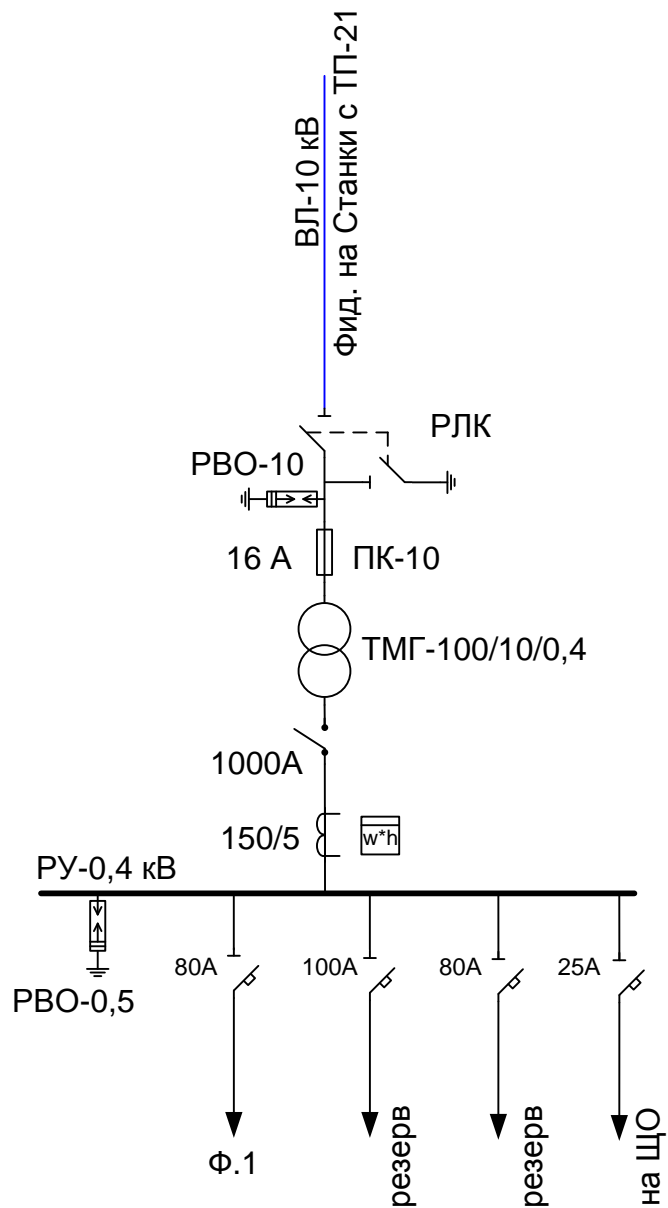 ВЛ-10 кВ
Фид. на Станки с ТП-21
РЛК
РВО-10
16 А
ПК-10
ТМГ-100/10/0,4
1000А
150/5
w*h
РУ-0,4 кВ
80А
100А
80А
25А
РВО-0,5
Ф.1
резерв
резерв
на ЩО